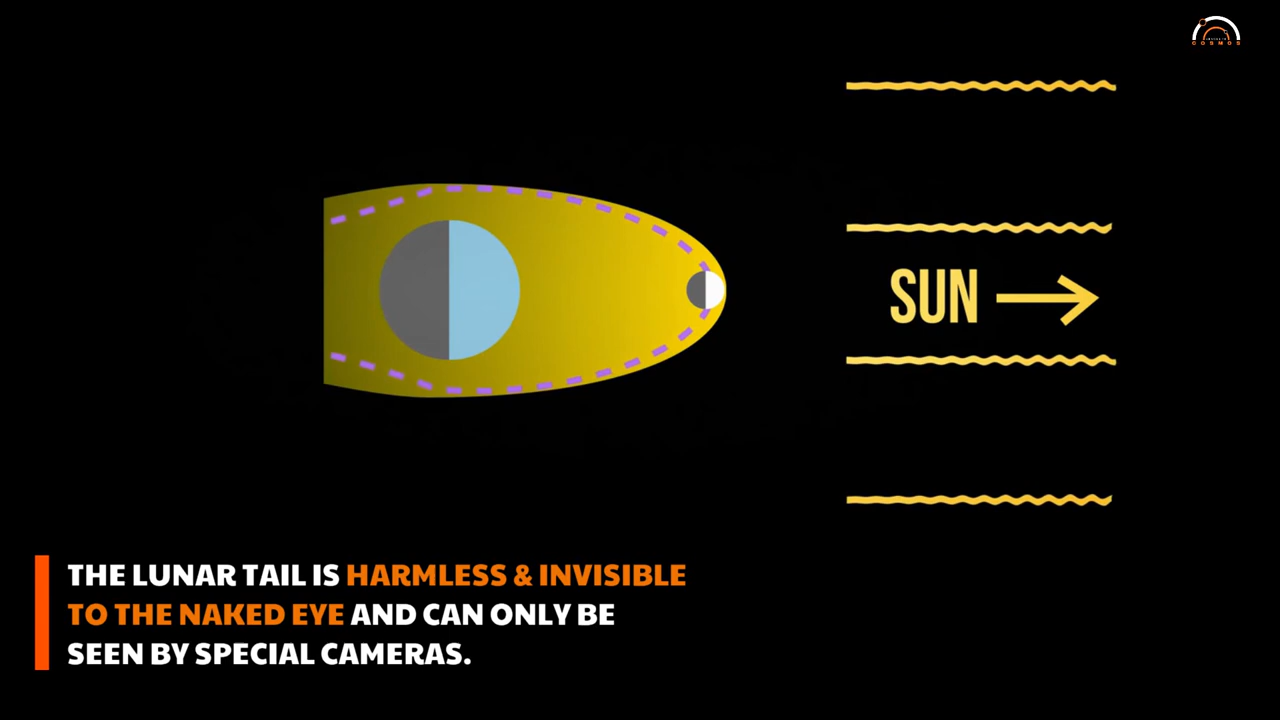 COSMOS
SUN
THE LUNAR TAIL IS HARMLESS & INVISIBLE
TO THE NAKED EYE AND CAN ONLY BE
SEEN BY SPECIAL CAMERAS.